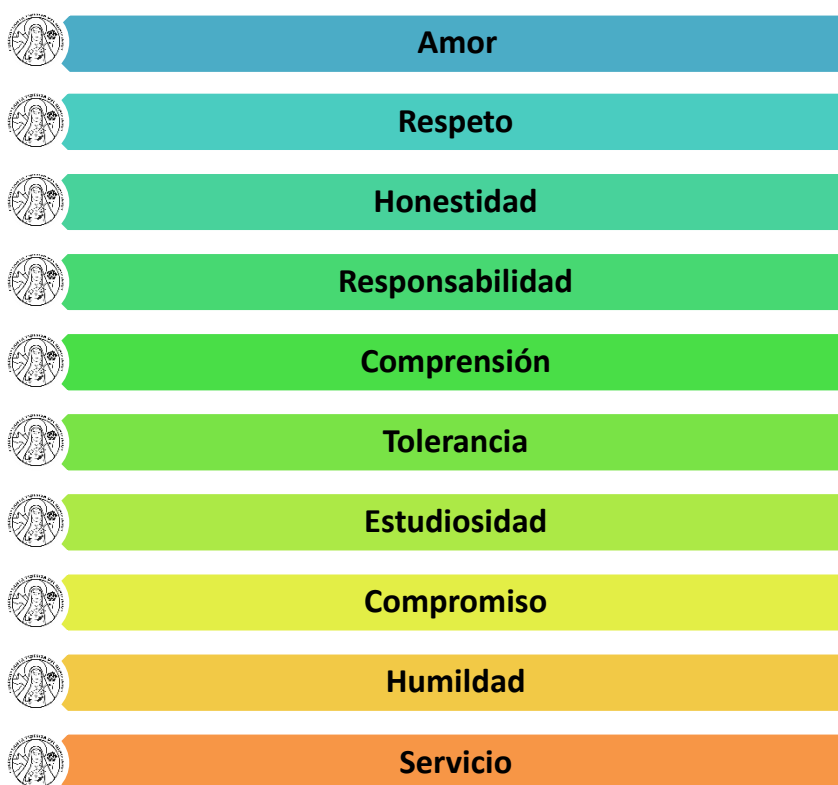 Amor
Respeto
Honestidad
Responsabilidad
Comprensión
Tolerancia
Estudiosidad
Compromiso
Humildad
Servicio